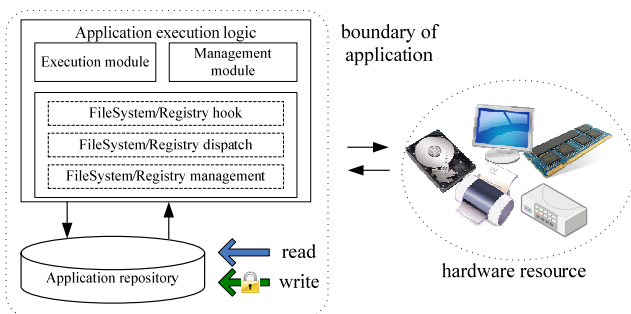 Application execution logic
Execution module
Management
module
FileSystem/Registry hook
FileSystem/Registry dispatch
FileSystem/Registry management
Application repository
read
write
boundary of
application
hardware resource